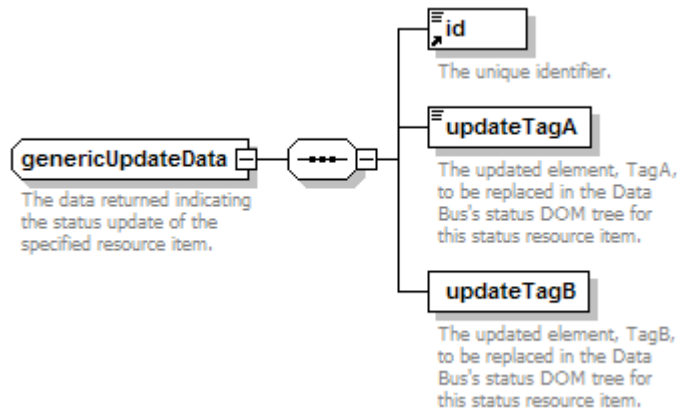 id
The unique identifier.
updateTagA
genericUpdateData
The updated element, TagA,
to be replaced in the Data
Bus's status DOM tree for
this status resource item.
The data returned indicating
the status update of the
specified resource item.
updateTagB
The updated element, TagB,
to be replaced in the Data
Bus's status DOM tree for
this status resource item.